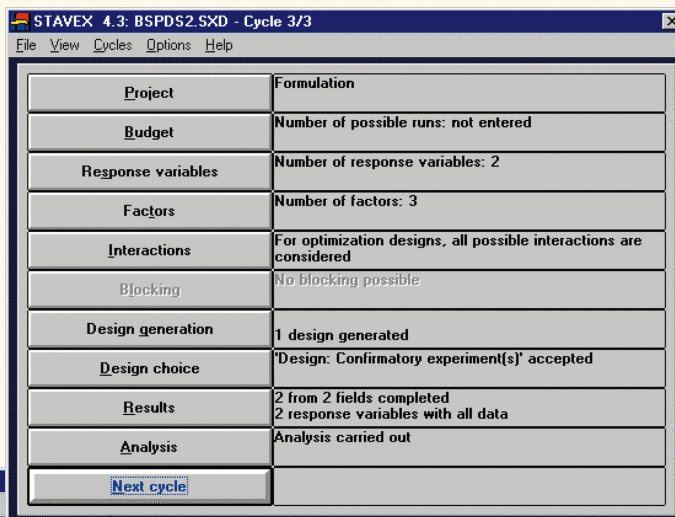 STAVEX 4.3: BSPDS2.SXD - Cycle 3/3
File View Cycles Options Help
Project
Formulation
Budget
Number of possible runs: not entered
Response variables
Number of response variables: 2
Factors
Number of factors: 3
Interactions
For optimization designs, all possible interactions are
considered
Blocking
No blocking possible
Design generation
1 design generated
Design choice
'Design: Confirmatory experiment(s)' accepted
Results
2 from 2 fields completed
2 response variables with all data
Analysis
Analysis carried out
Next cycle